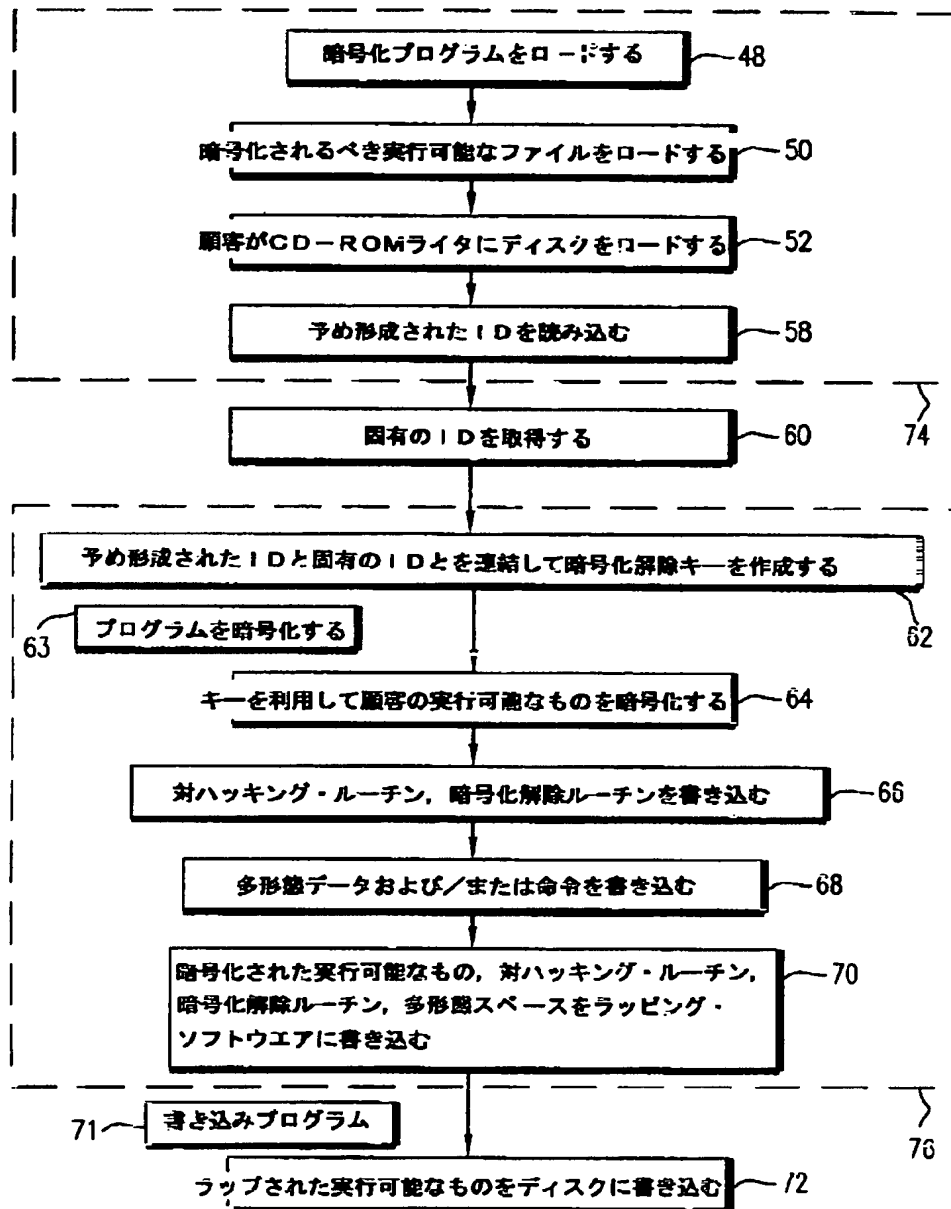 暗号化プログラムをロードする
48
暗号化されるべき実行可能なファイルをロードする
50
顧客がCD-ROMライタにディスクをロードする
52
予め形成されたIDを読み込む
58
74
固有のIDを取得する
60
予め形成されたIDと固有のIDとを連結して暗号化解除キーを作成する
62
63
プログラムを暗号化する
キーを利用して顧客の実行可能なものを暗号化する
64
対ハッキング・ルーチン,暗号化解除ルーチンを書き込む
66
多形態データおよび/または命令を書き込む
68
暗号化された実行可能なもの,対ハッキング・ルーチン,
暗号化解除ルーチン,多形態スペースをラッピング・
ソフトウエアに書き込む
70
71
書き込みプログラム
76
ラップされた実行可能なものをディスクに書き込む
72